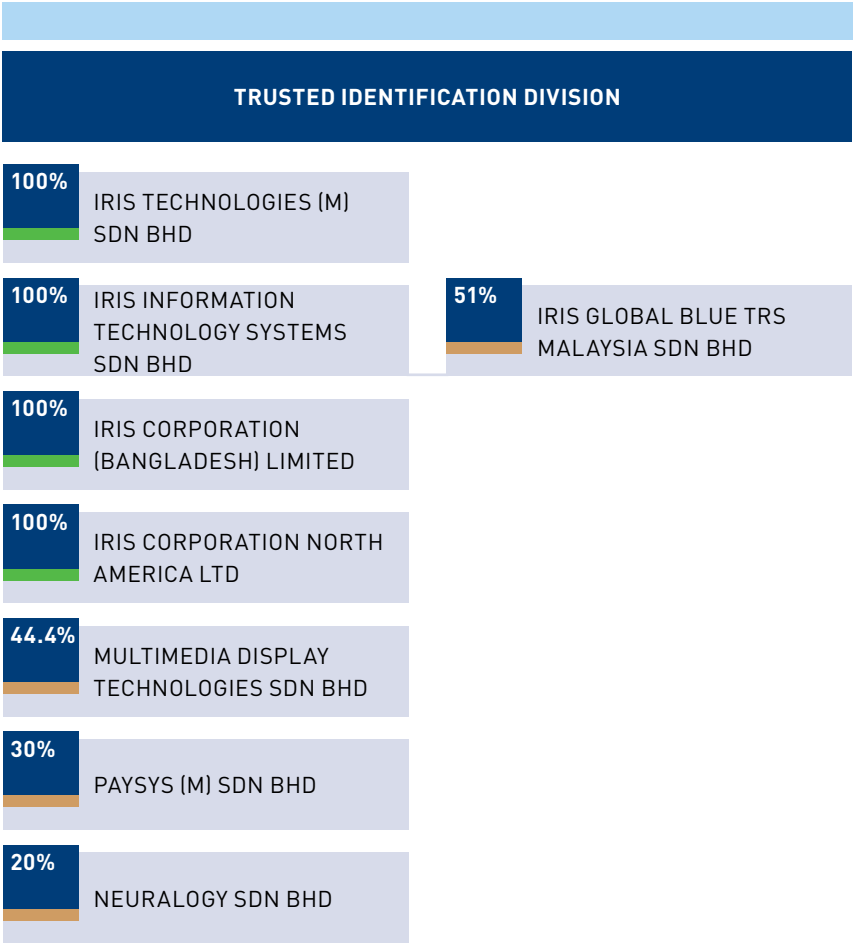 TRUSTED IDENTIFICATION DIVISION
100%
IRIS TECHNOLOGIES (M)
SDN BHD
100%
IRIS INFORMATION
TECHNOLOGY SYSTEMS
SDN BHD
51%
IRIS GLOBAL BLUE TRS
MALAYSIA SDN BHD
100%
IRIS CORPORATION
(BANGLADESH) LIMITED
100%
IRIS CORPORATION NORTH
AMERICA LTD
44.4%
MULTIMEDIA DISPLAY
TECHNOLOGIES SDN BHD
30%
PAYSYS (M) SDN BHD
20%
NEURALOGY SDN BHD